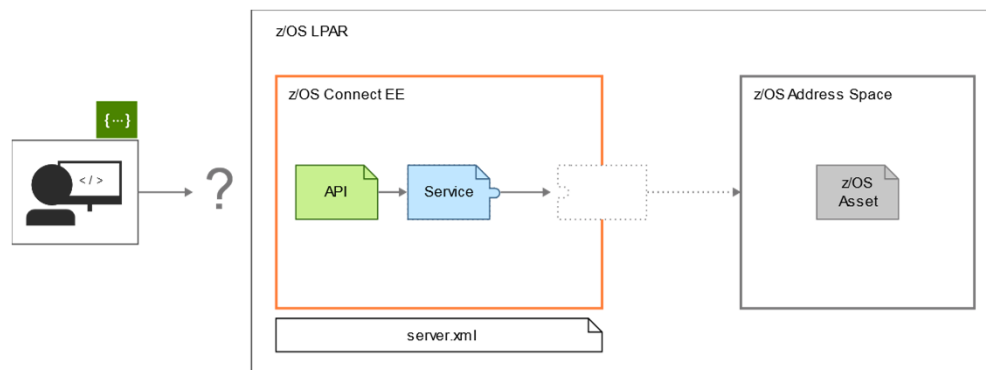 z/OS LPAR
z/OS Connect EE
z/OS Address Space
{···}
</>
?
API
Service
z/OS
Asset
server.xml